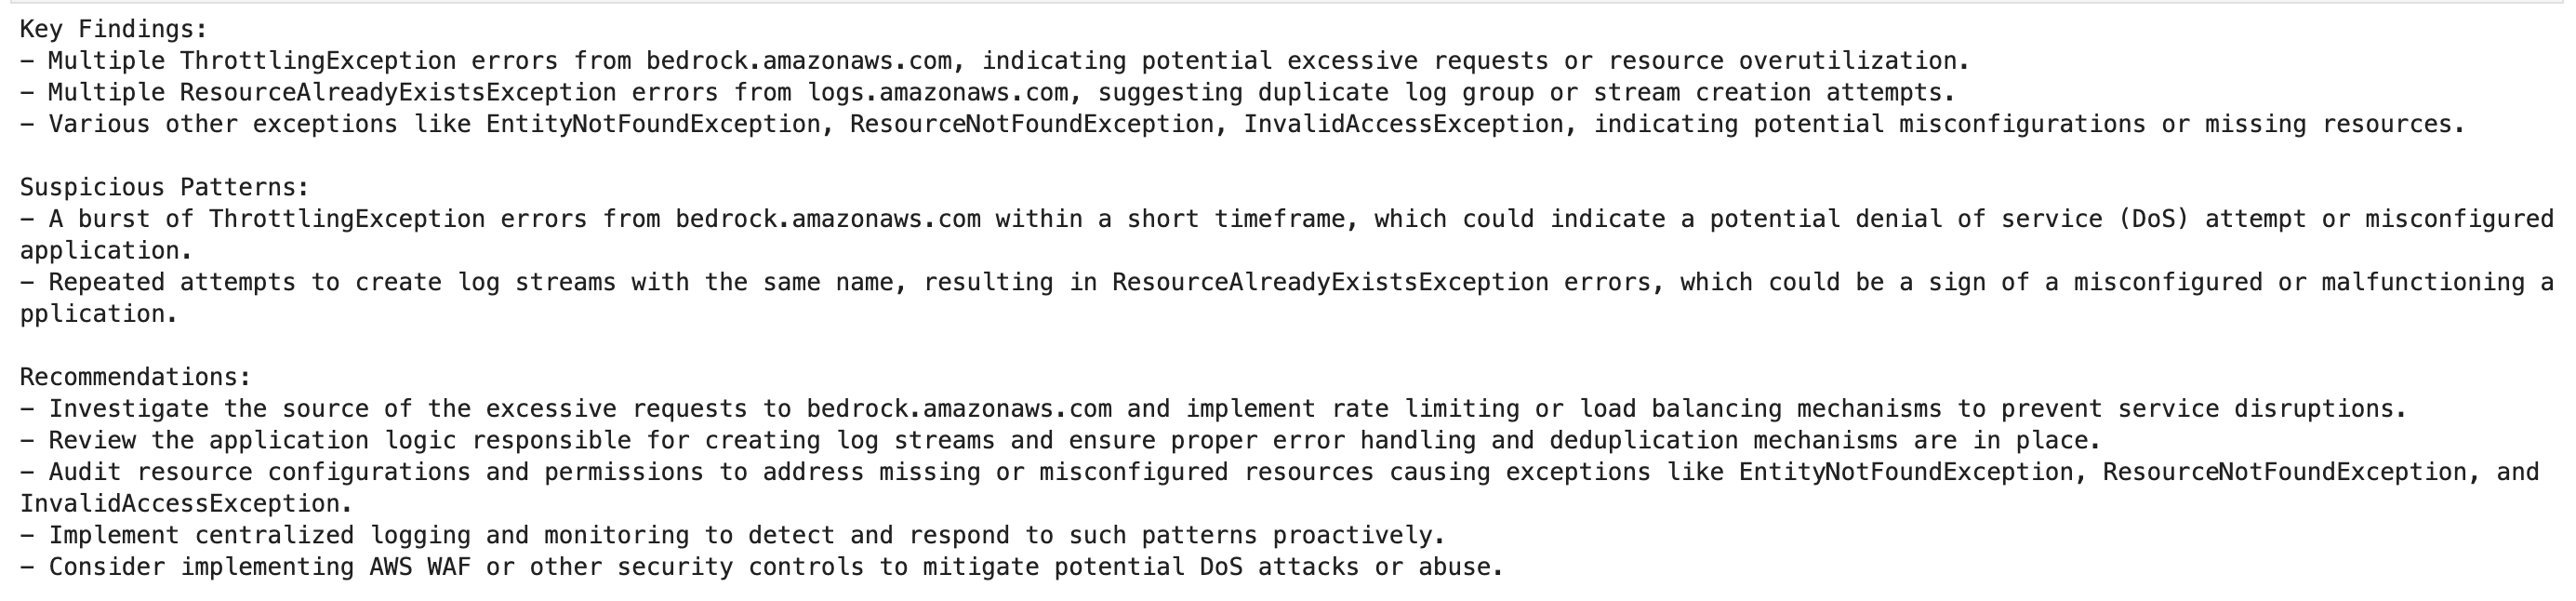 Key Findings:
– Multiple ThrottlingException errors from bedrock.amazonaws.com, indicating potential excessive requests or resource overutilization.
– Multiple ResourceAlreadyExistsException errors from logs.amazonaws.com, suggesting duplicate log group or stream creation attempts.
– Various other exceptions like EntityNotFoundException, ResourceNotFoundException, InvalidAccessException, indicating potential misconfigurations or missing resources.
Suspicious Patterns:
– A burst of ThrottlingException errors from bedrock.amazonaws.com within a short timeframe, which could indicate a potential denial of service (DoS) attempt or misconfigured
application.
– Repeated attempts to create log streams with the same name, resulting in ResourceAlreadyExistsException errors, which could be a sign of a misconfigured or malfunctioning a
pplication.
Recommendations:
– Investigate the source of the excessive requests to bedrock.amazonaws.com and implement rate limiting or load balancing mechanisms to prevent service disruptions.
– Review the application logic responsible for creating log streams and ensure proper error handling and deduplication mechanisms are in place.
– Audit resource configurations and permissions to address missing or misconfigured resources causing exceptions like EntityNotFoundException, ResourceNotFoundException, and
InvalidAccessException.
– Implement centralized logging and monitoring to detect and respond to such patterns proactively.
– Consider implementing AWS WAF or other security controls to mitigate potential DoS attacks or abuse.